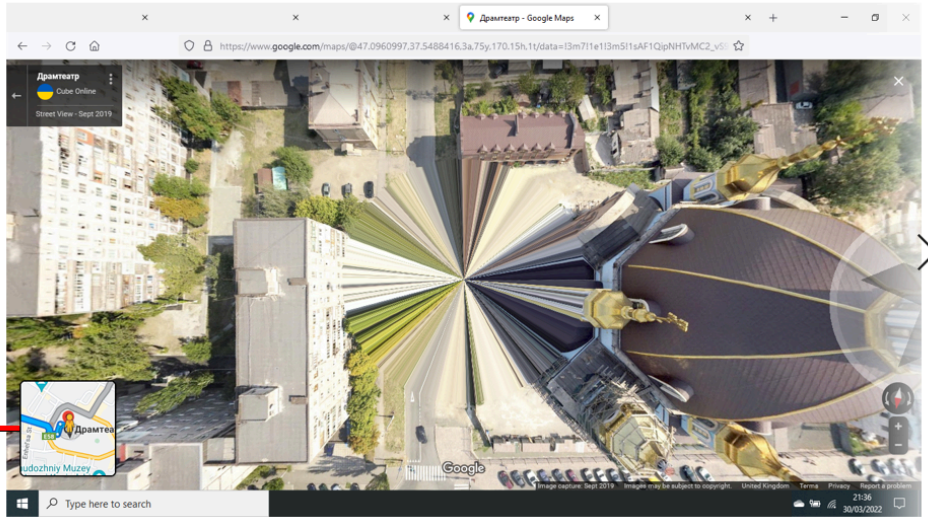 Драмтеатр - Google Maps
https://www.google.com/maps/@47.0960997,37.5488416,3a,75y,170.15h,1t/data=!3m7!1e1!3m5!1sAF1QipNHTvMC2_v5
Драмтеатр
Cube Online
Street View - Sept 2019
E58
Драмтеа
udozhniy Muzey
Google
Image capture: Sept 2019 Images may be subject to copyright. United Kingdom Terms Privacy Report a problem
Type here to search
21:36
30/03/2022